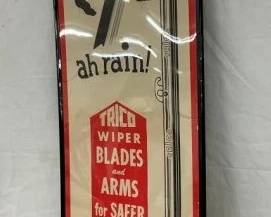 ah rain!
TRICO
WIPER
BLADES
and
ARMS
for SAFER